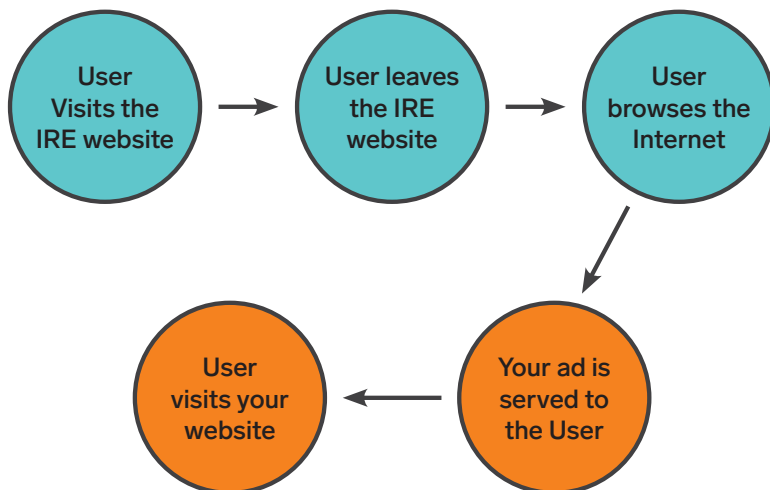 User
Visits the
IRE website
User leaves
the IRE
website
User
browses the
Internet
Your ad is
served to
the User
User
visits your
website